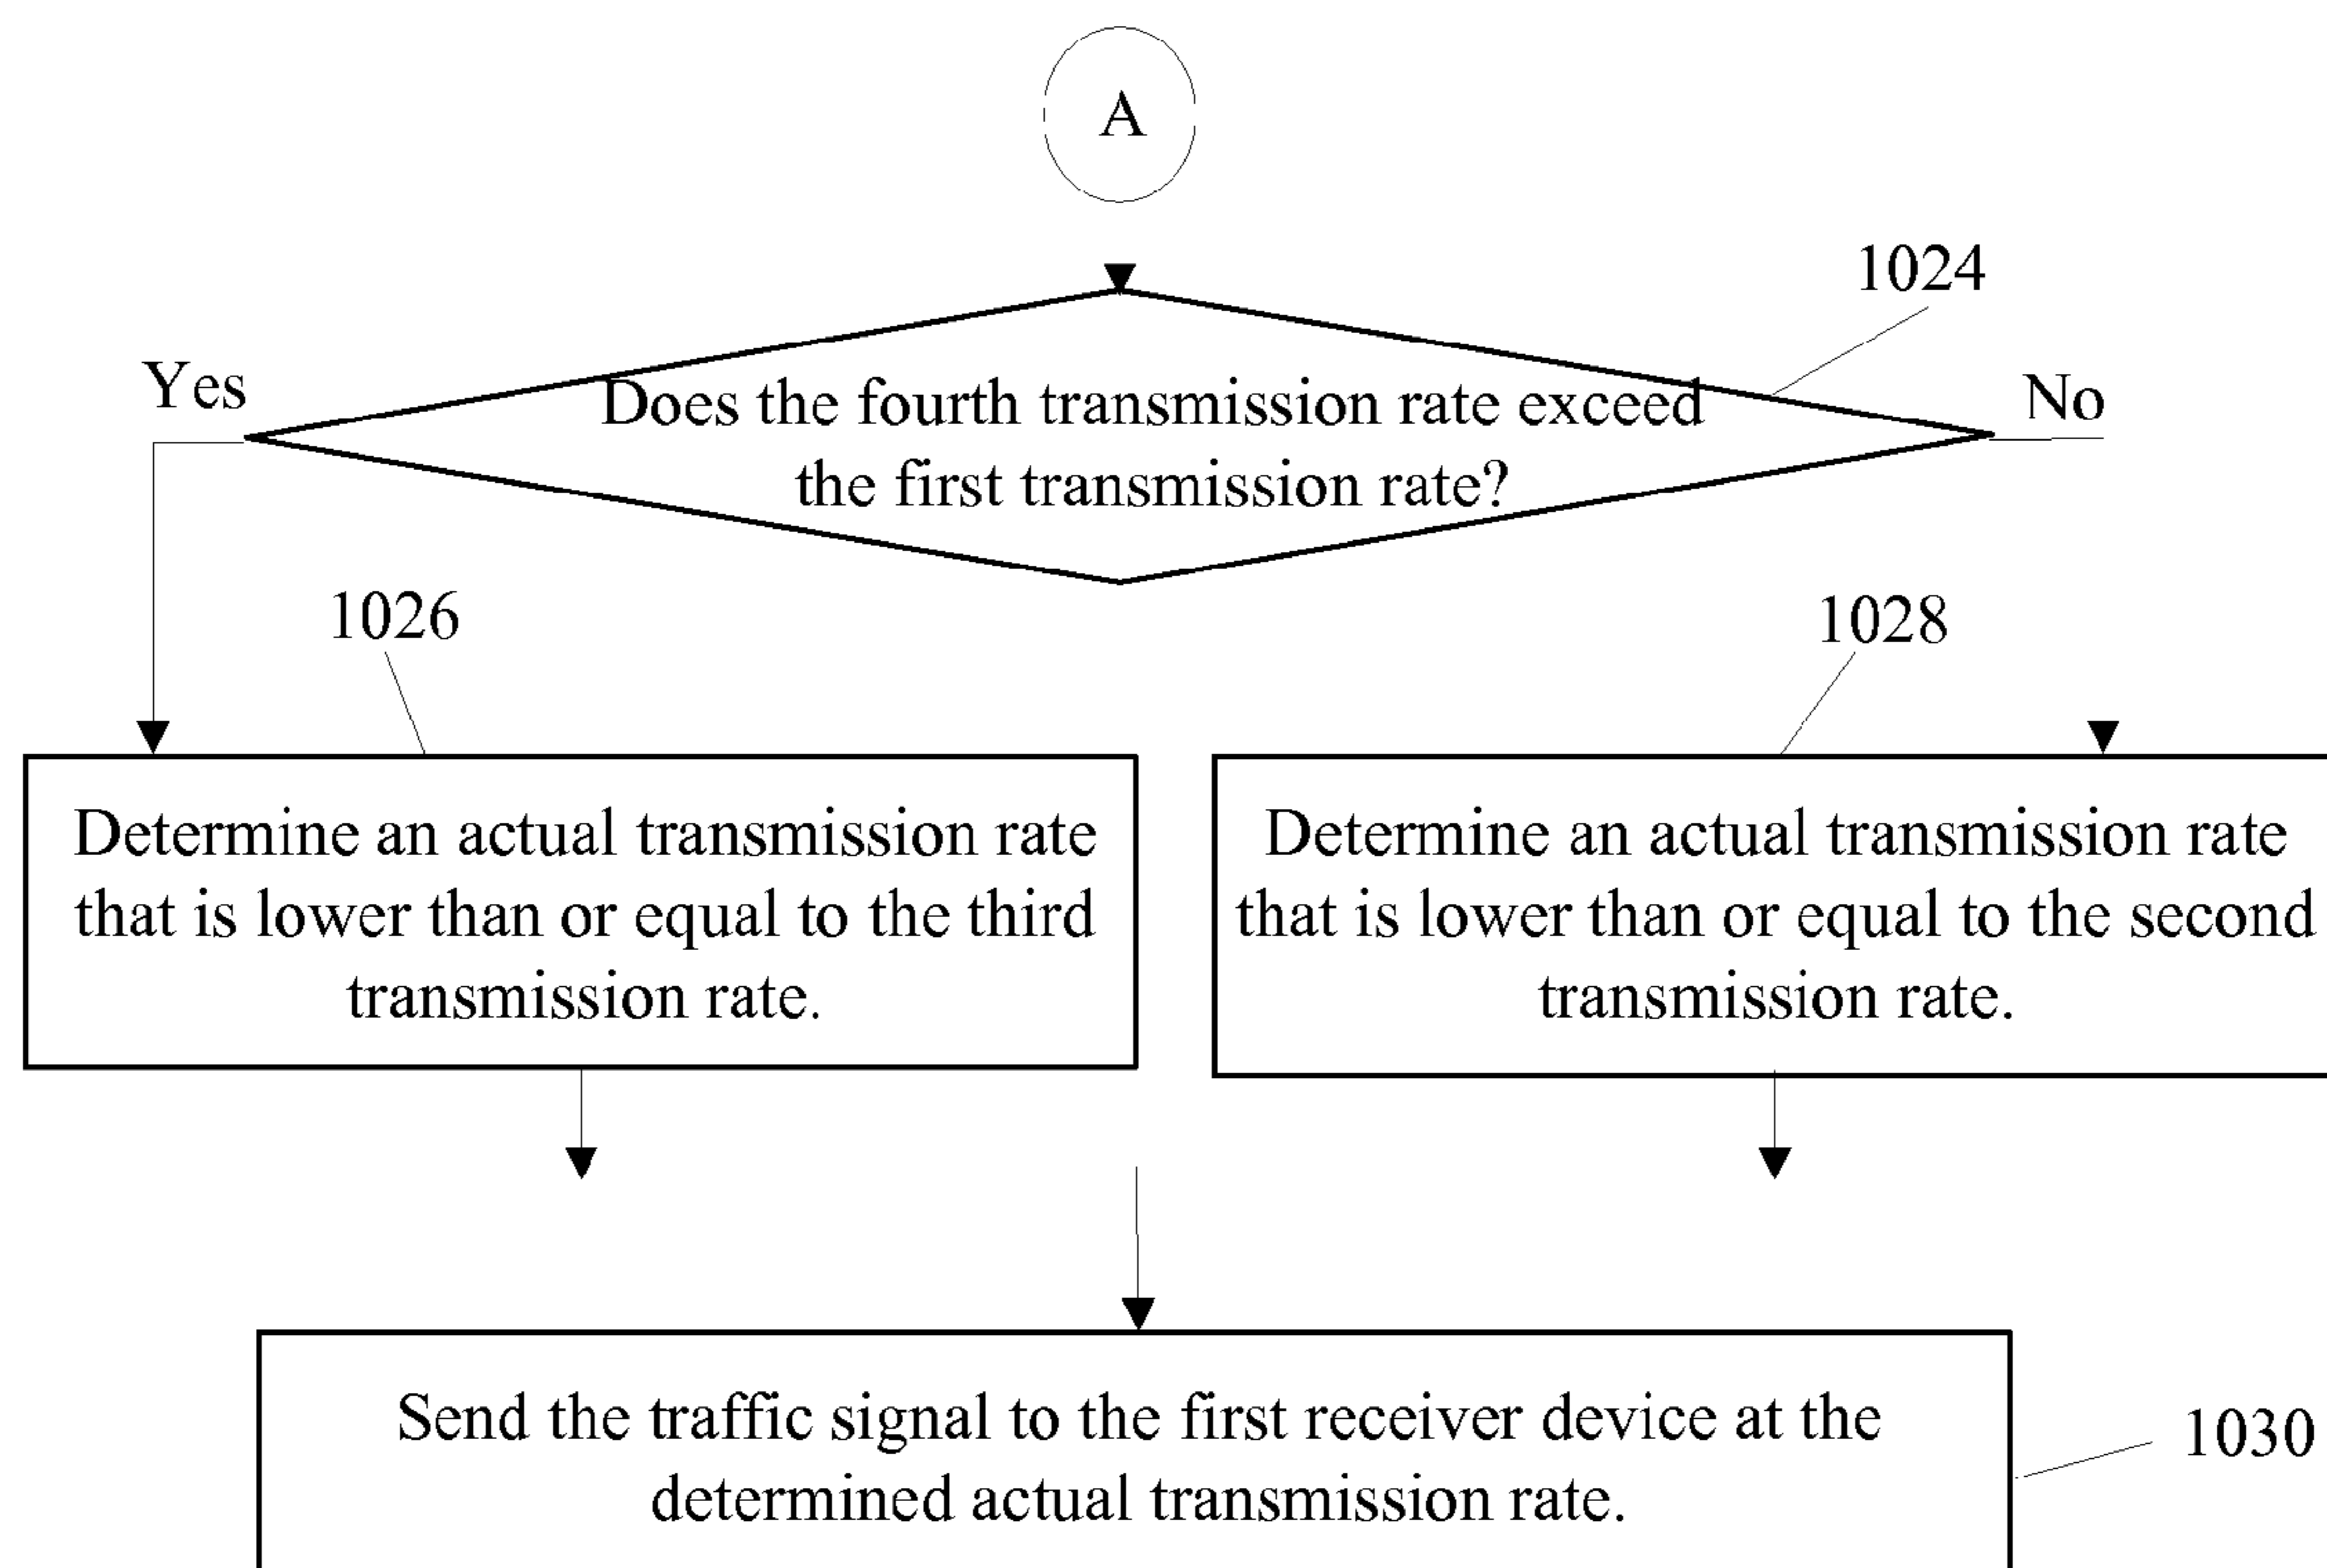 A
1024
Yes
No
Does the fourth transmission rate exceed
the first transmission rate?
1026
1028
Determine an actual transmission rate
that is lower than or equal to the third
transmission rate.
Determine an actual transmission rate
that is lower than or equal to the second
transmission rate.
Send the traffic signal to the first receiver device at the
determined actual transmission rate.
1030